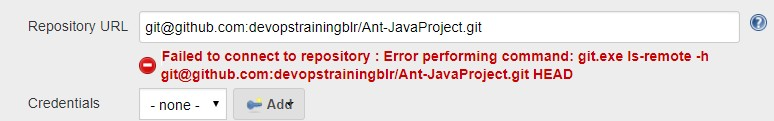 Repository URL git@github.com:devopstrainingblr/Ant-JavaProject.git
Failed to connect to repository : Error performing command: git.exe ls-remote -h
git@github.com:devopstrainingblr/Ant-JavaProject.git HEAD
Credentials - none - Add